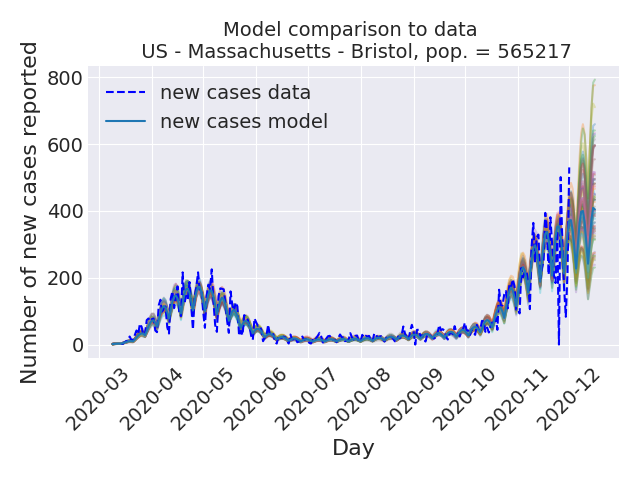 Model comparison to data
US - Massachusetts - Bristol, pop. = 565217
Number of new cases reported
800
600
400
200
0
new cases data
new cases model
2020-03
2020-04
2020-05
2020-06
2020-07
2020-08
2020-09
2020-10
2020-11
2020-12
Day